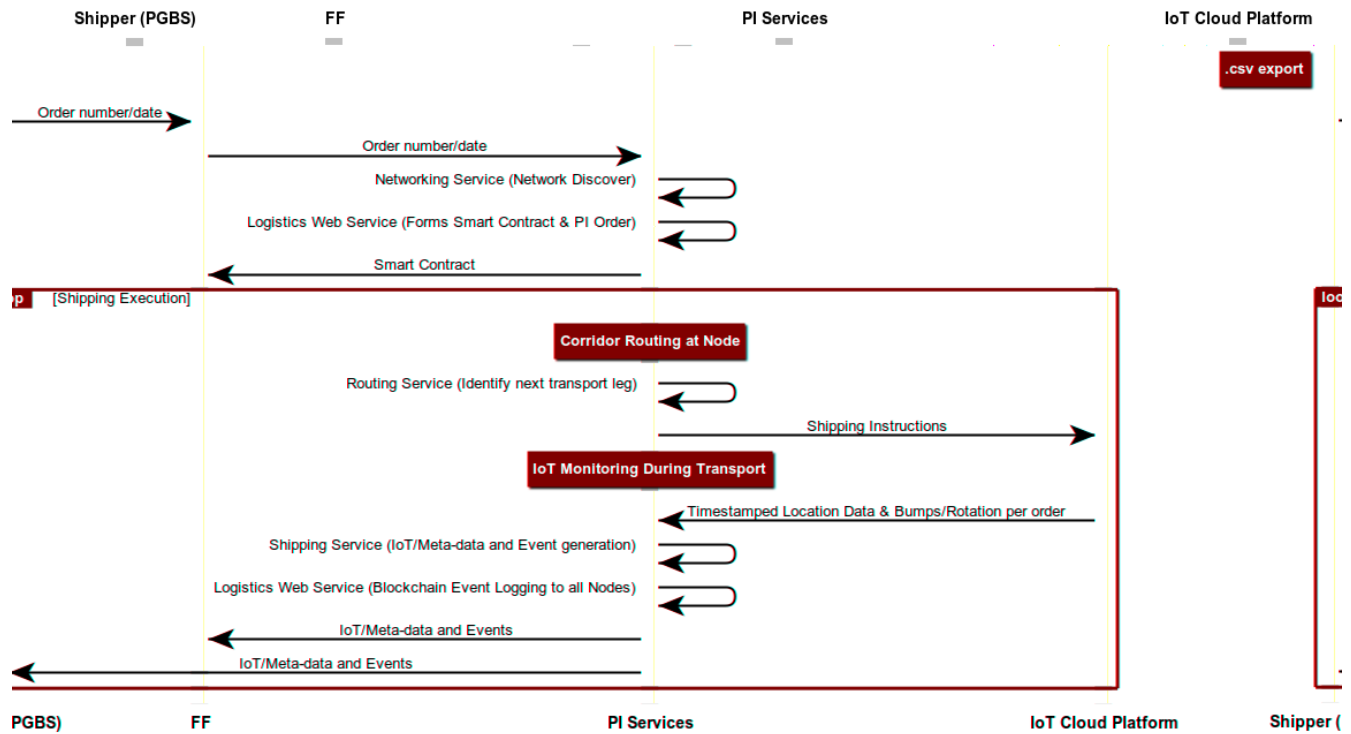 Shipper (PGBS) FF PI Services IoT Cloud Platform
.csv export
Order number/date
Order number/date
Networking Service (Network Discover)
Logistics Web Service (Forms Smart Contract & PI Order)
Smart Contract
op [Shipping Execution] loo
Corridor Routing at Node
Routing Service (Identify next transport leg)
Shipping Instructions
IoT Monitoring During Transport
Timestamped Location Data & Bumps/Rotation per order
Shipping Service (IoT/Meta-data and Event generation)
Logistics Web Service (Blockchain Event Logging to all Nodes)
IoT/Meta-data and Events
IoT/Meta-data and Events
PGBS) FF PI Services IoT Cloud Platform Shipper (